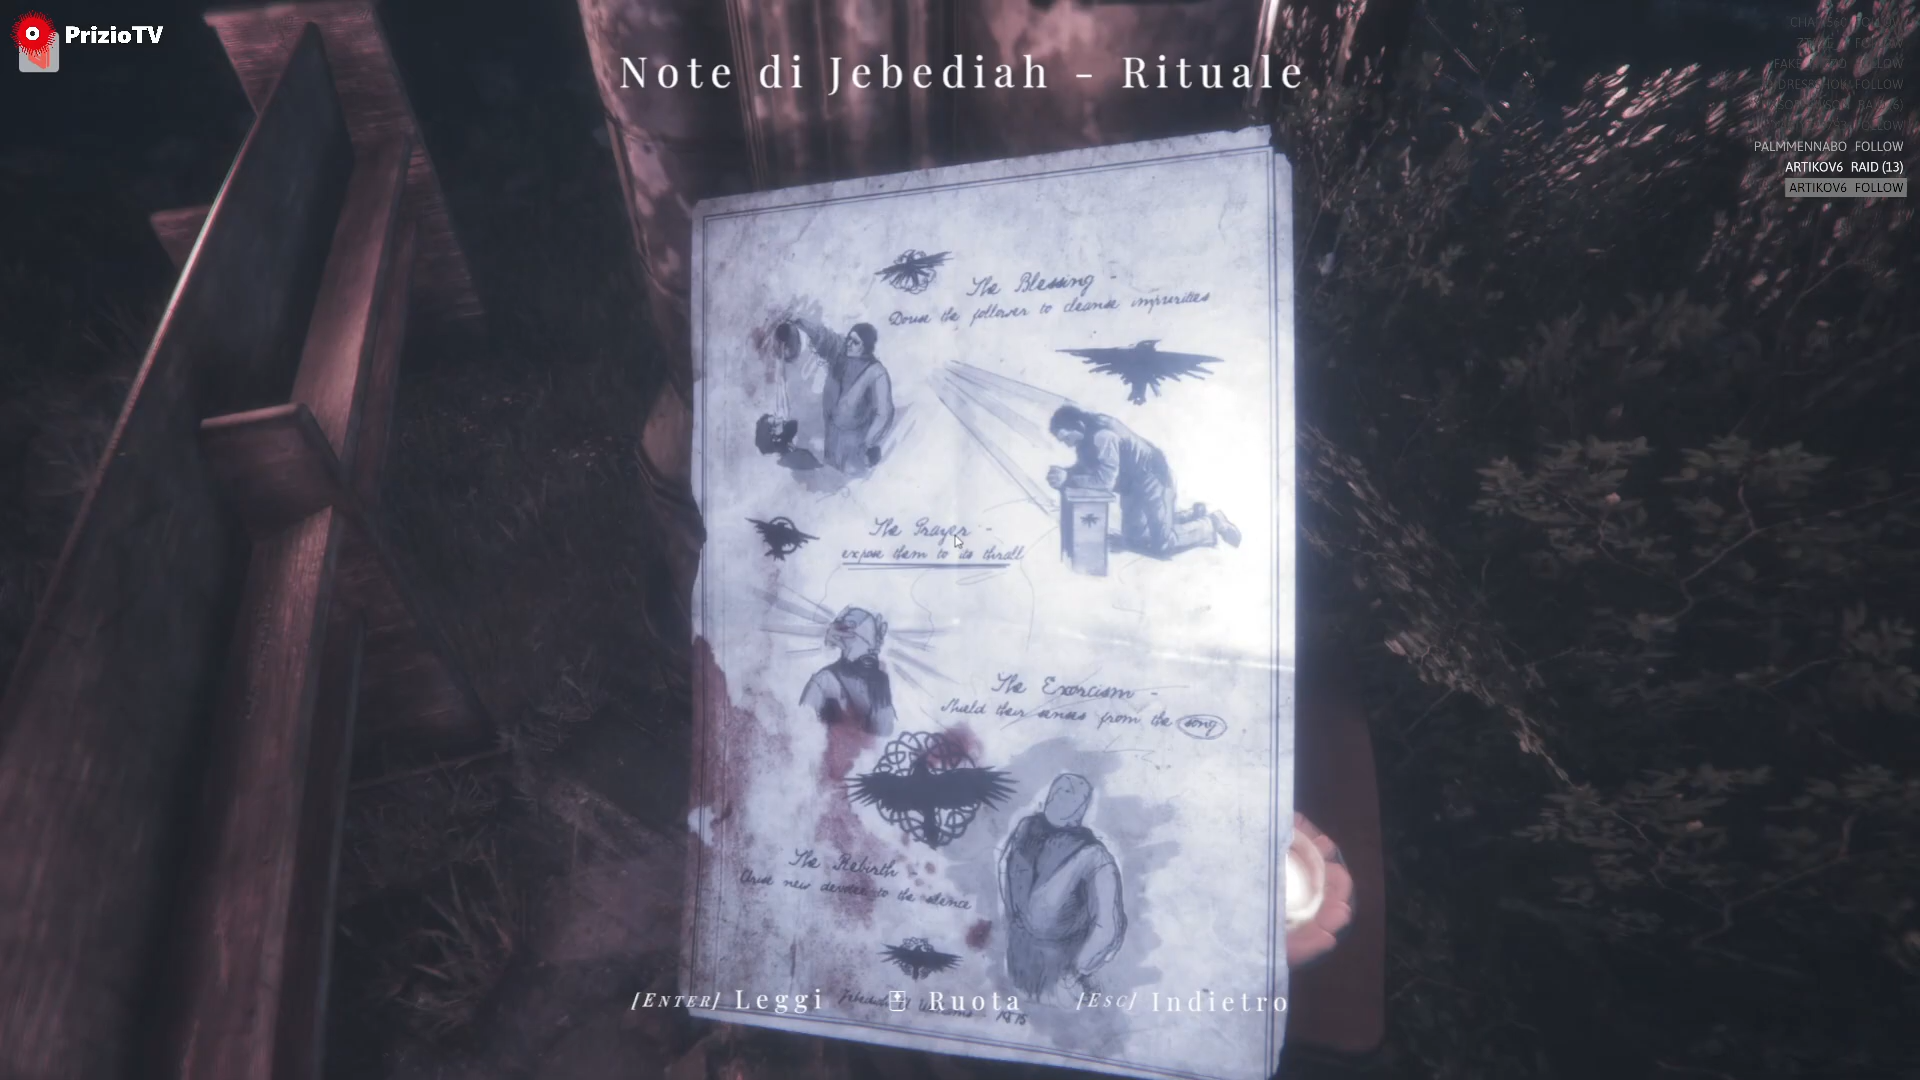 PrizioTV
Note di Jebediah - Rituale
PALMMENNABO FOLLOW
ARTIKOV6 RAID (13)
ARTIKOV6 FOLLOW
The Blessing -
Douse the follower to cleanse impurities
The Prayer -
expose them to its thrall
The Exorcism -
shield their senses from the song
The Rebirth -
new devotee to the silence
[ENTER] Leggi
Ruota
[ESC] Indietro